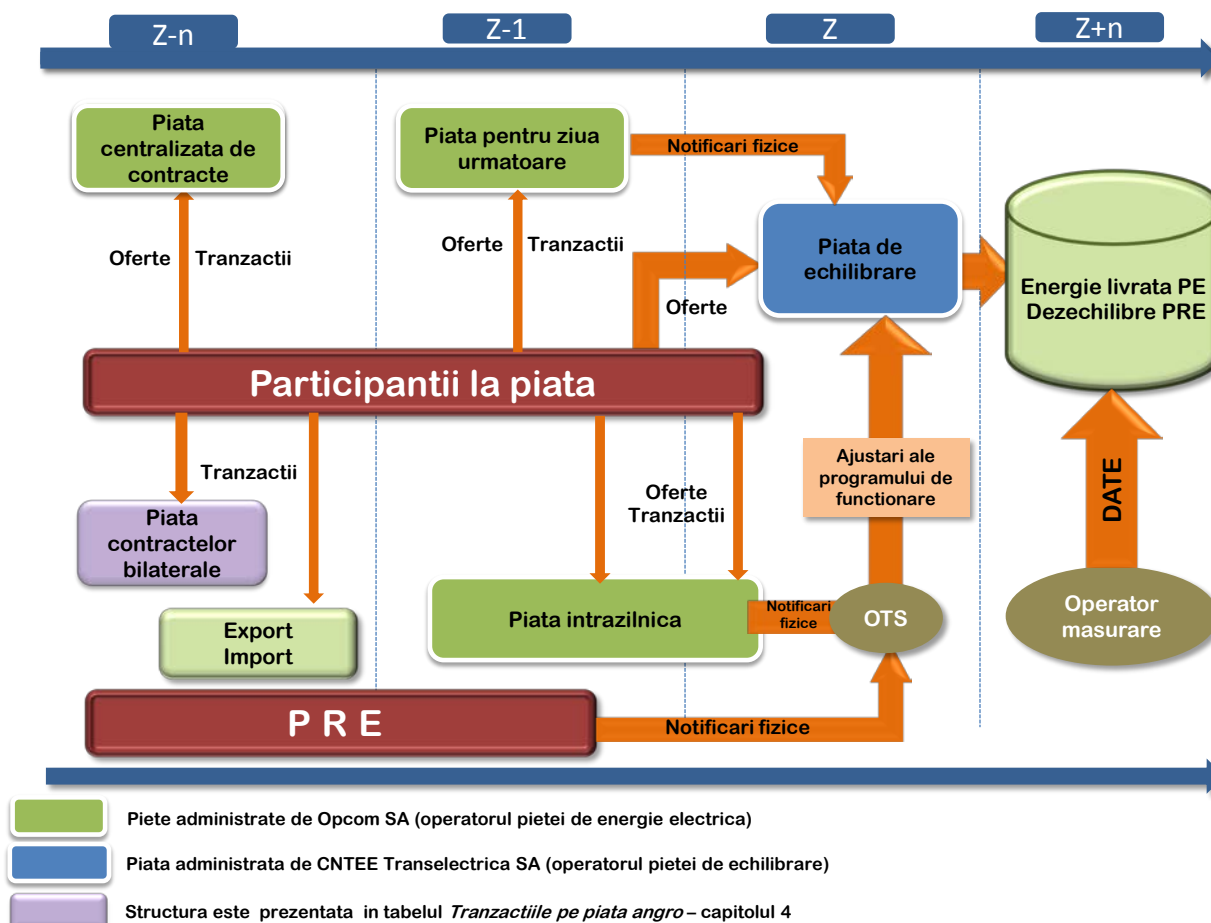 Z-n
Z-1
Z
Z+n
Piata
centralizata de
contracte
Piata pentru ziua
urmatoare
Notificari fizice
Piata de
echilibrare
Energie livrata PE
Dezechilibre PRE
Oferte
Tranzactii
Oferte
Tranzactii
Oferte
Participantii la piata
Tranzactii
Oferte
Tranzactii
Ajustari ale
programului de
functionare
DATE
Piata
contractelor
bilaterale
Export
Import
Piata intrazilnica
Notificari
fizice
OTS
Operator
masurare
P R E
Notificari fizice
Piete administrate de Opcom SA (operatorul pietei de energie electrica)
Piata administrata de CNTEE Transelectrica SA (operatorul pietei de echilibrare)
Structura este prezentata in tabelul Tranzactiile pe piata angro – capitolul 4